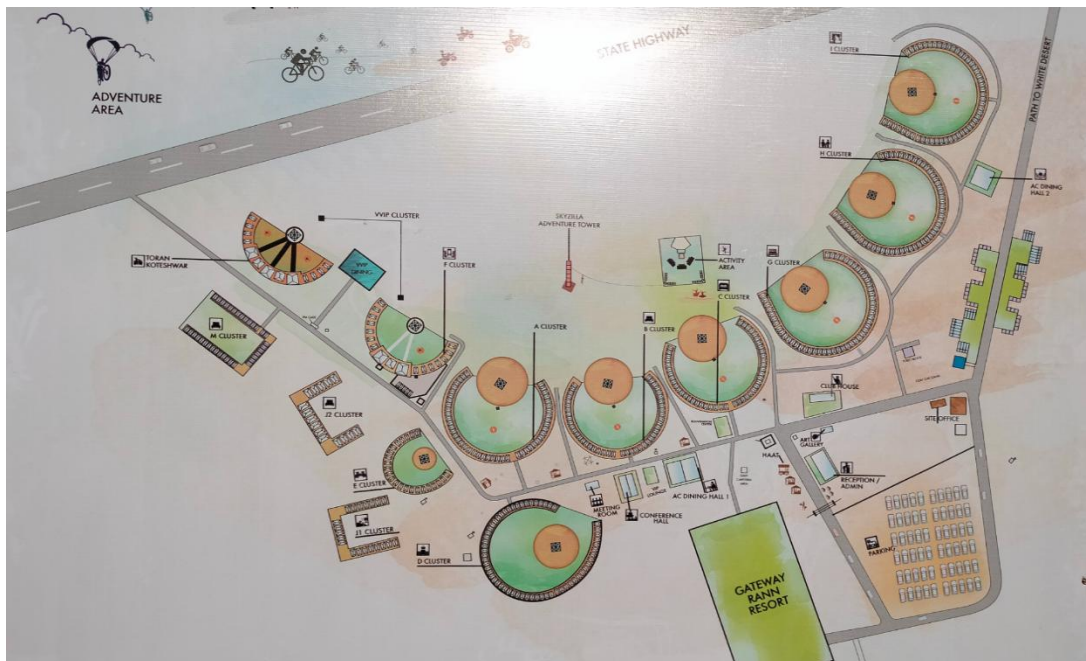 STATE HIGHWAY
ADVENTURE
AREA
I CLUSTER
PATH TO WHITE DESERT
H CLUSTER
AC DINING
HALL 2
VVIP CLUSTER
SKYZILA
ADVENTURE TOWER
TORAN
KOTESHWAR
VVIP
DINING
F CLUSTER
ACTIVITY
AREA
G CLUSTER
C CLUSTER
M CLUSTER
A CLUSTER
B CLUSTER
CLUB HOUSE
J2 CLUSTER
SITE OFFICE
ART
GALLERY
HAAT
E CLUSTER
RECEPTION /
ADMIN
AC DINING HALL 1
METTING
ROOM
CONFERENCE
HALL
J1 CLUSTER
D CLUSTER
PARKING
GATEWAY
RANN
RESORT